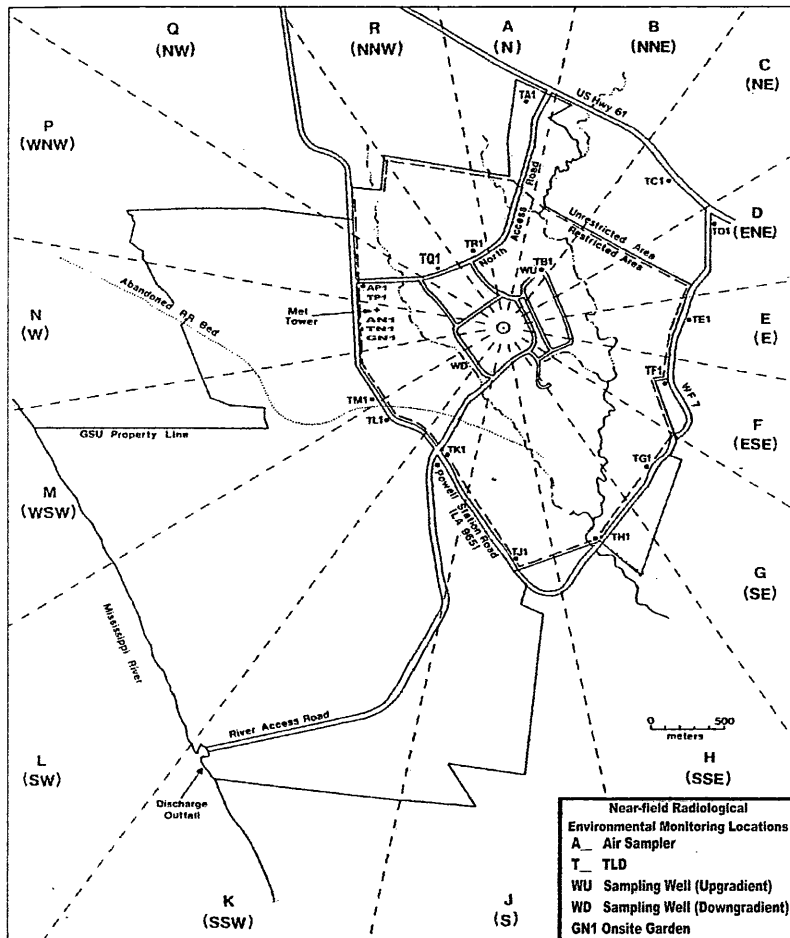 Q
(NW)
R
(NNW)
A
(N)
B
(NNE)
C
(NE)
P
(WNW)
US Hwy 61
TA1
TC1
D
(ENE)
TD1
North Access Road
Unrestricted Area
Restricted Area
TR1
TQ1
WU
TB1
Abandoned RR Bed
N
(W)
Met
Tower
AP1
TP1
AN1
TN1
GN1
E
(E)
TE1
WD
TF1
WF 7
TM1
TL1
GSU Property Line
F
(ESE)
TK1
TG1
M
(WSW)
Powell Station Road
(LA 965)
TJ1
TH1
G
(SE)
Mississippi River
River Access Road
0 500
meters
L
(SW)
H
(SSE)
Discharge
Outfall
K
(SSW)
J
(S)
Near-field Radiological
Environmental Monitoring Locations
A_ Air Sampler
T_ TLD
WU Sampling Well (Upgradient)
WD Sampling Well (Downgradient)
GN1 Onsite Garden